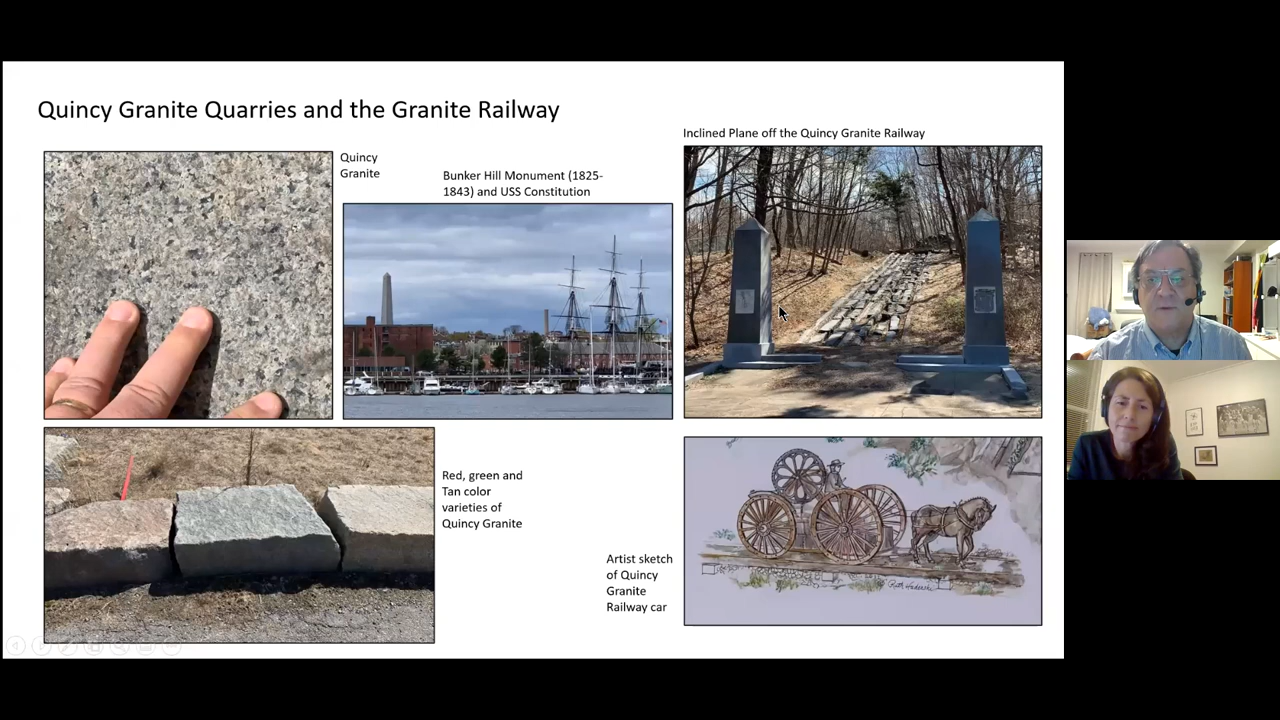 Quincy Granite Quarries and the Granite Railway
Inclined Plane off the Quincy Granite Railway
Quincy
Granite
Bunker Hill Monument (1825-
1843) and USS Constitution
Red, green and
Tan color
varieties of
Quincy Granite
Artist sketch
of Quincy
Granite
Railway car